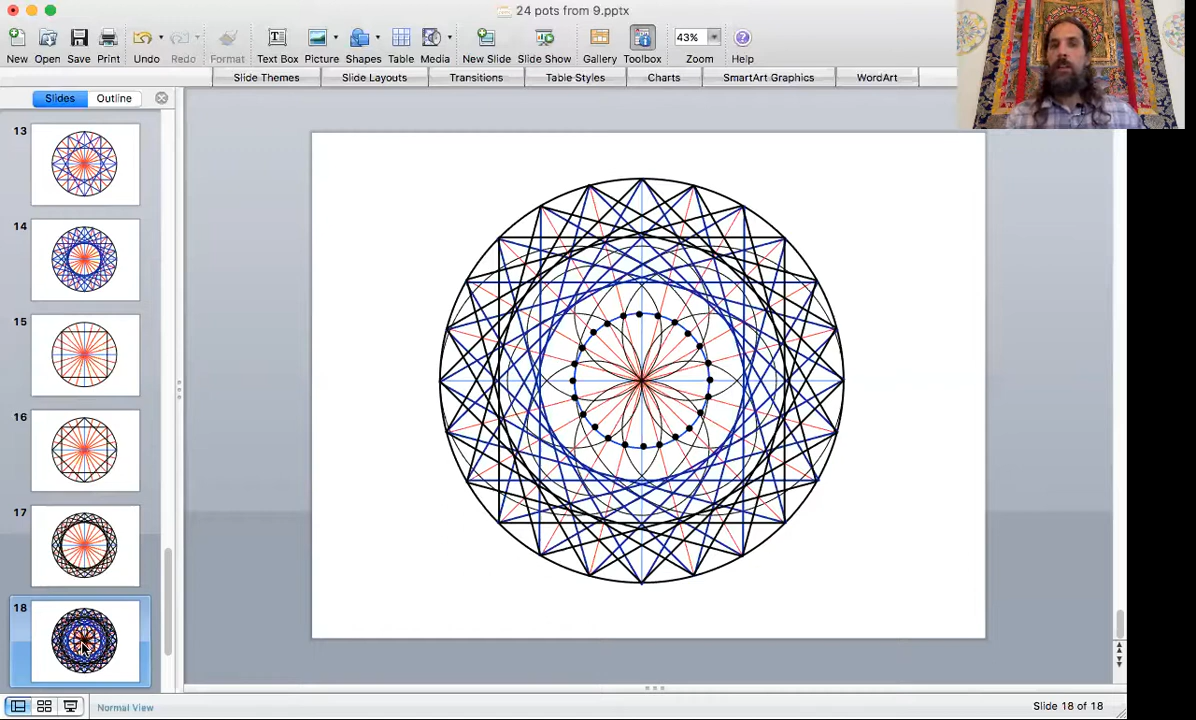 24 pots from 9.pptx
New Open Save Print Undo Redo Format Text Box Picture Shapes Table Media New Slide Slide Show Gallery Toolbox 43% Zoom Help
Slide Themes Slide Layouts Transitions Table Styles Charts SmartArt Graphics WordArt
Slides Outline
13
14
15
16
17
18
Normal View Slide 18 of 18